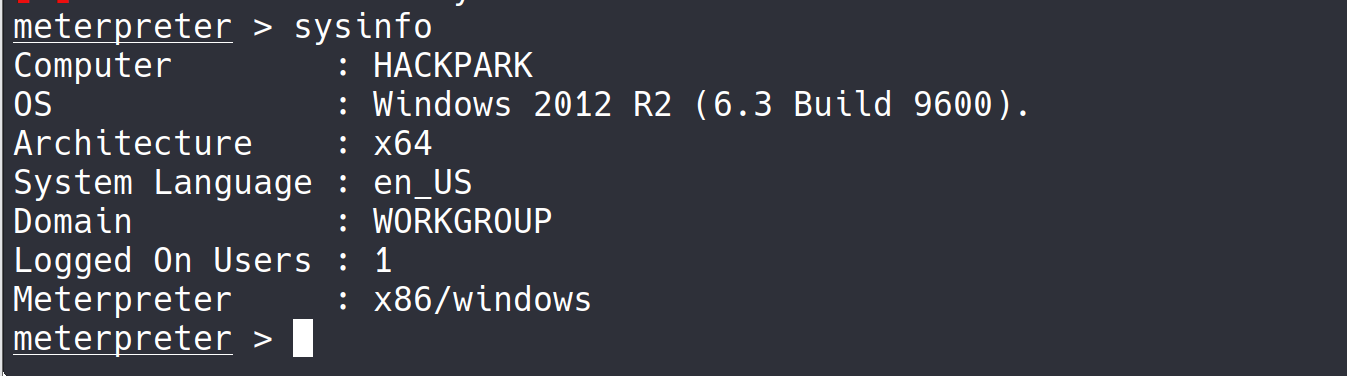 meterpreter > sysinfo
Computer : HACKPARK
OS : Windows 2012 R2 (6.3 Build 9600).
Architecture : x64
System Language : en_US
Domain : WORKGROUP
Logged On Users : 1
Meterpreter : x86/windows
meterpreter >